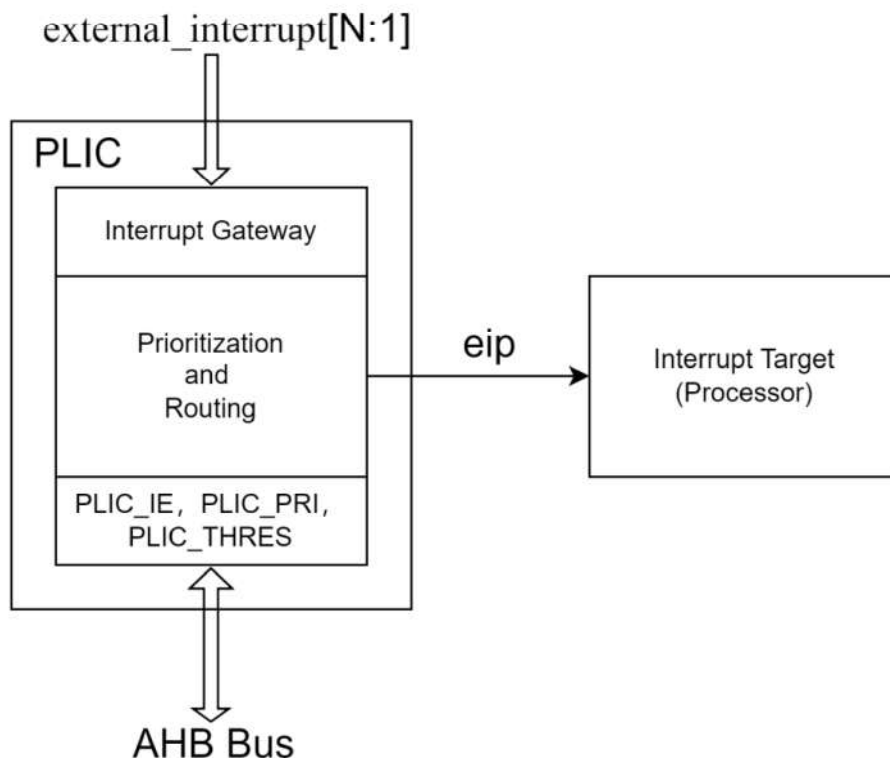 external_interrupt[N:1]
PLIC
Interrupt Gateway
Prioritization
and
Routing
eip
Interrupt Target
(Processor)
PLIC_IE，PLIC_PRI，
PLIC_THRES
AHB Bus